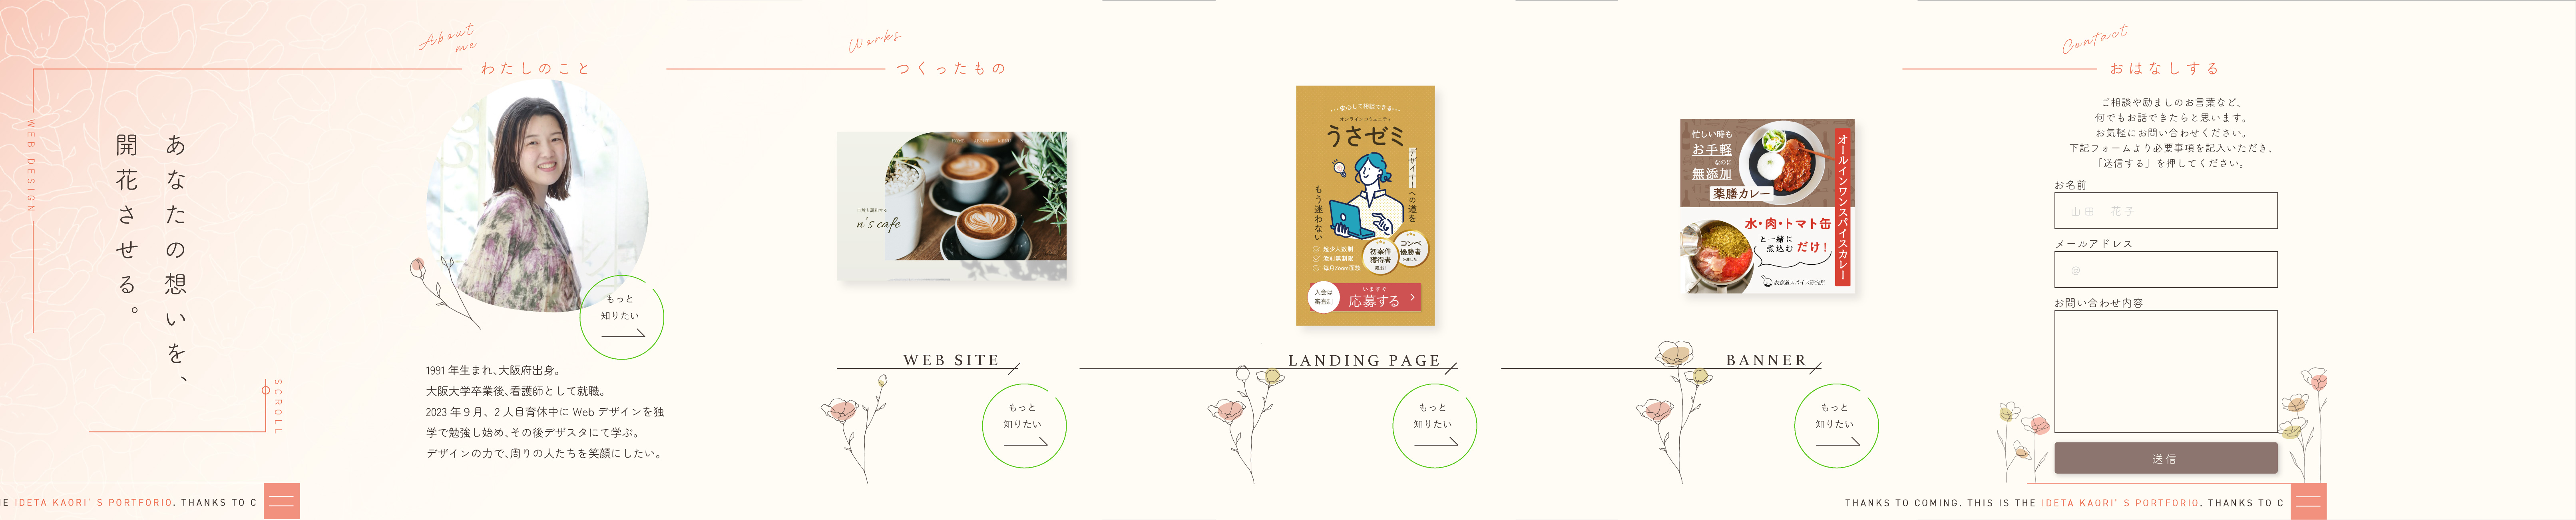 WEB DESIGN
あなたの想いを、
開花させる。
SCROLL
IDETA KAORI'S PORTFORIO. THANKS TO C
About
me
わたしのこと
もっと
知りたい
1991 年生まれ、大阪府出身。
大阪大学卒業後、看護師として就職。
2023 年９月、２人目育休中に Web デザインを独
学で勉強し始め、その後デザスタにて学ぶ。
デザインの力で、周りの人たちを笑顔にしたい。
Works
つくったもの
n's cafe
WEB SITE
もっと
知りたい
安心して相談できる
オンラインコミュニティ
うさゼミ
デザイナーへの道を
もう迷わない
超少人数制
添削無制限
毎月Zoom面談
初案件
獲得者
コンペ
優勝者
入会は
審査制
いますぐ
応募する
LANDING PAGE
もっと
知りたい
忙しい時も
お手軽
なのに
無添加
薬膳カレー
オールインワンスパイスカレー
水・肉・トマト缶
と一緒に
煮込む だけ！
BANNER
もっと
知りたい
Contact
おはなしする
ご相談や励ましのお言葉など、
何でもお話できたらと思います。
お気軽にお問い合わせください。
下記フォームより必要事項を記入いただき、
「送信する」を押してください。
お名前
山田 花子
メールアドレス
@
お問い合わせ内容
送信
THANKS TO COMING. THIS IS THE IDETA KAORI'S PORTFORIO. THANKS TO C